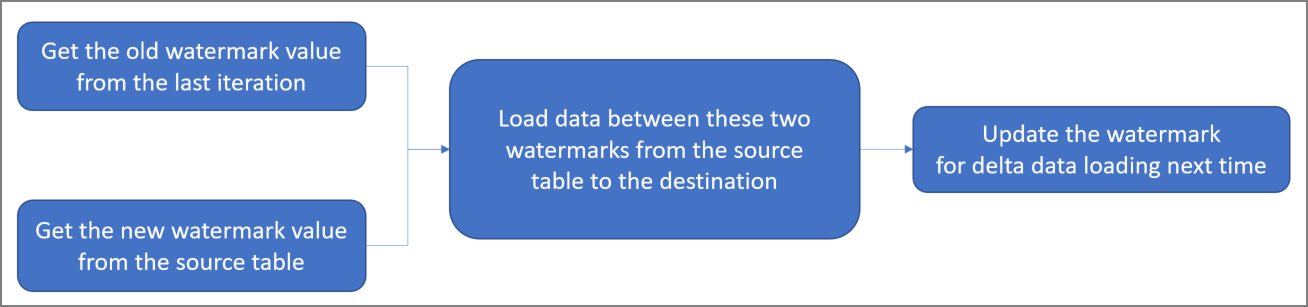 Get the old watermark value
from the last iteration
Get the new watermark value
from the source table
Load data between these two
watermarks from the source
table to the destination
Update the watermark
for delta data loading next time